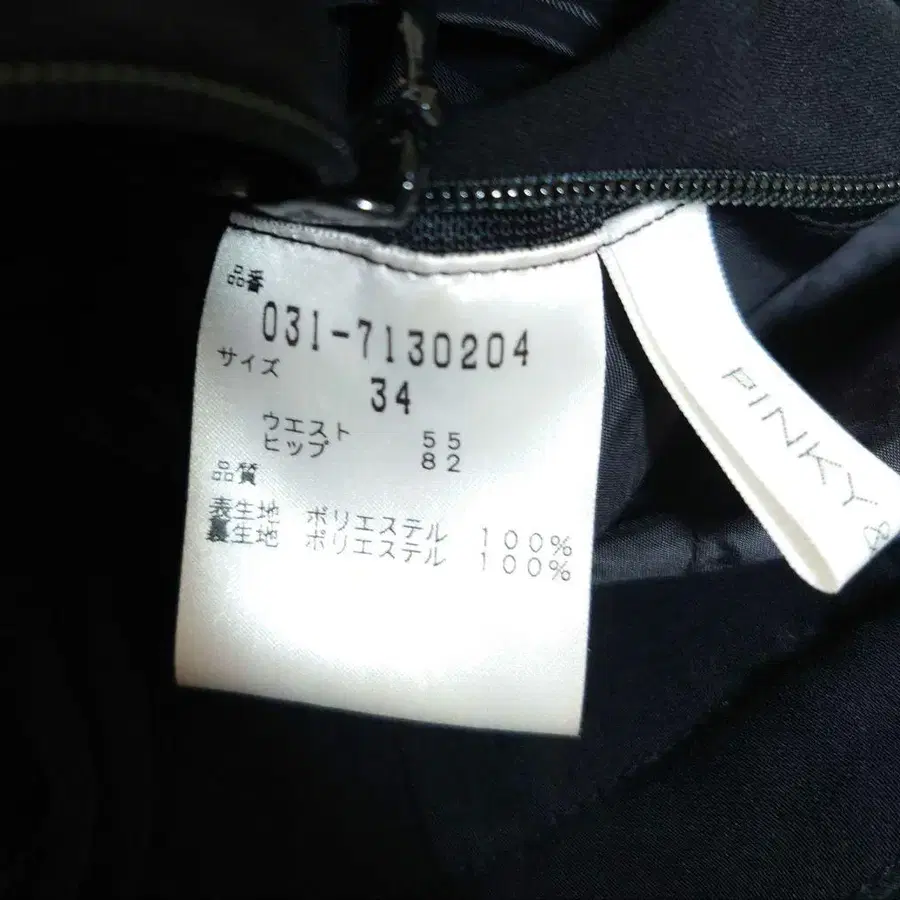 品番
031-7130204
サイズ
34
ウエスト 55
ヒップ 82
品質
表生地 ポリエステル 100%
裏生地 ポリエステル 100%
PINKY &